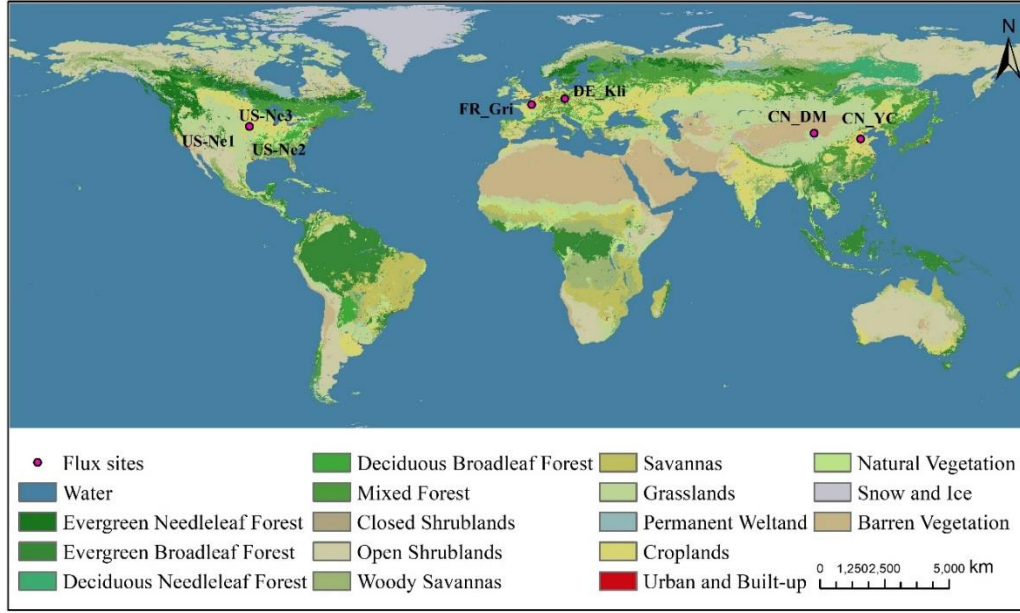 N
DE_Kli
FR_Gri
US-Ne3
CN_DM
CN_YC
US-Ne1
US-Ne2
Flux sites
Water
Evergreen Needleleaf Forest
Evergreen Broadleaf Forest
Deciduous Needleleaf Forest
Deciduous Broadleaf Forest
Mixed Forest
Closed Shrublands
Open Shrublands
Woody Savannas
Savannas
Grasslands
Permanent Weltand
Croplands
Urban and Built-up
Natural Vegetation
Snow and Ice
Barren Vegetation
0 1,2502,500 5,000 km